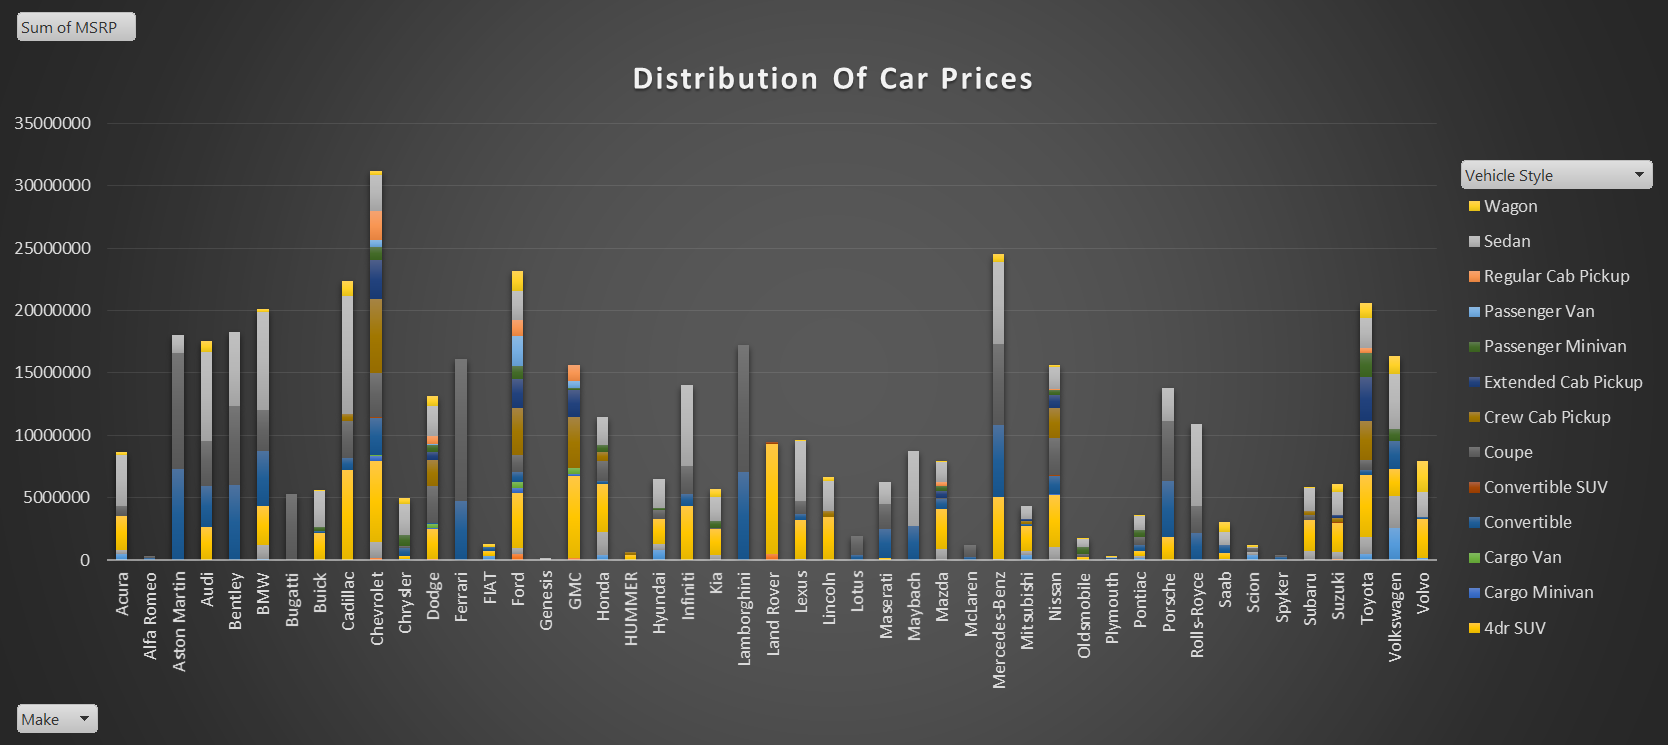 Sum of MSRP
Distribution Of Car Prices
35000000
30000000
25000000
20000000
15000000
10000000
5000000
0
Acura
Alfa Romeo
Aston Martin
Audi
Bentley
BMW
Bugatti
Buick
Cadillac
Chevrolet
Chrysler
Dodge
Ferrari
FIAT
Ford
Genesis
GMC
Honda
HUMMER
Hyundai
Infiniti
Kia
Lamborghini
Land Rover
Lexus
Lincoln
Lotus
Maserati
Maybach
Mazda
McLaren
Mercedes-Benz
Mitsubishi
Nissan
Oldsmobile
Plymouth
Pontiac
Porsche
Rolls-Royce
Saab
Scion
Spyker
Subaru
Suzuki
Toyota
Volkswagen
Volvo
Vehicle Style
Wagon
Sedan
Regular Cab Pickup
Passenger Van
Passenger Minivan
Extended Cab Pickup
Crew Cab Pickup
Coupe
Convertible SUV
Convertible
Cargo Van
Cargo Minivan
4dr SUV
Make